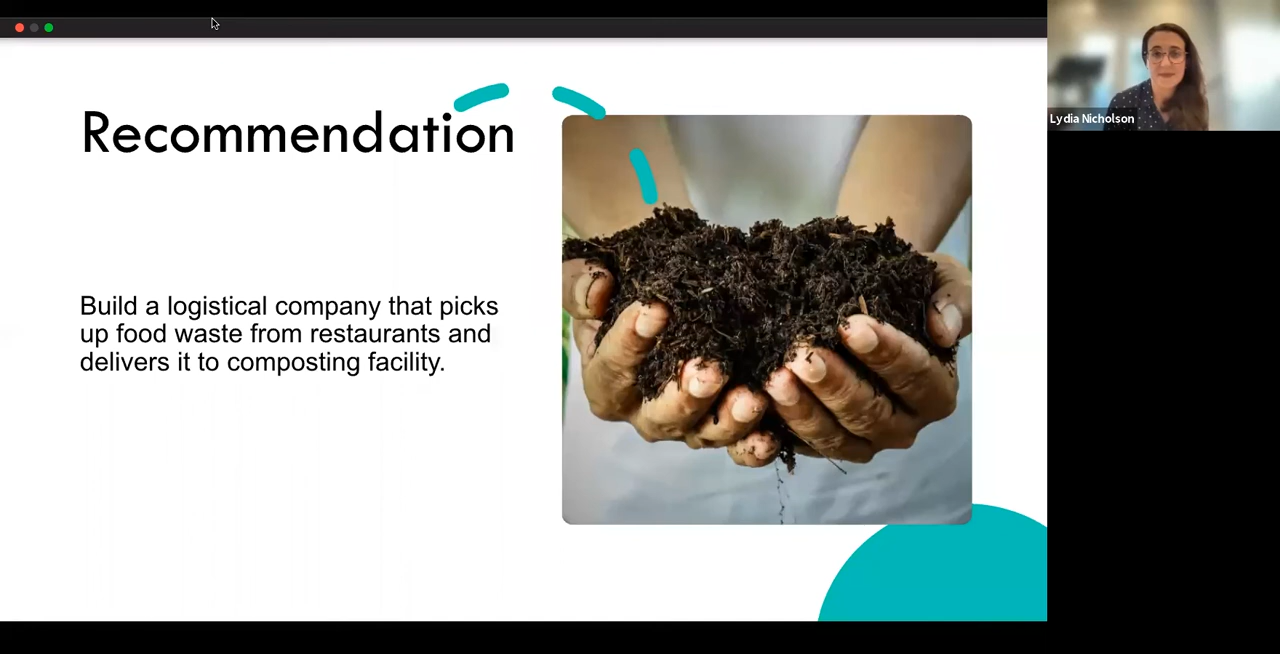 Recommendation
Build a logistical company that picks
up food waste from restaurants and
delivers it to composting facility.
Lydia Nicholson